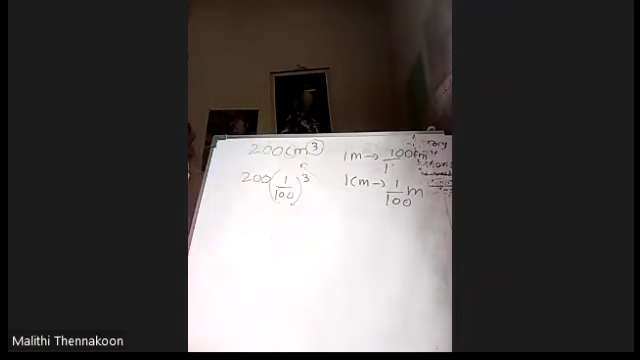 200cm³
200(1/100)³
1m → 100cm/1
1cm → 1/100 m
Malithi Thennakoon